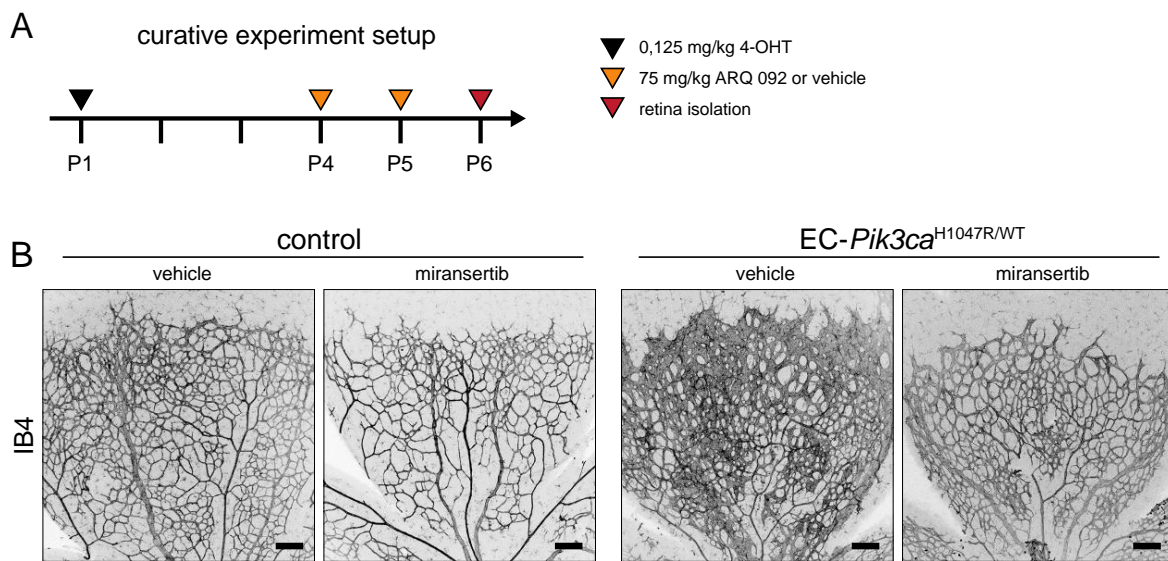 A
curative experiment setup
P1 P4 P5 P6
0,125 mg/kg 4-OHT
75 mg/kg ARQ 092 or vehicle
retina isolation
B
control
EC-Pik3caH1047R/WT
vehicle miransertib vehicle miransertib
IB4